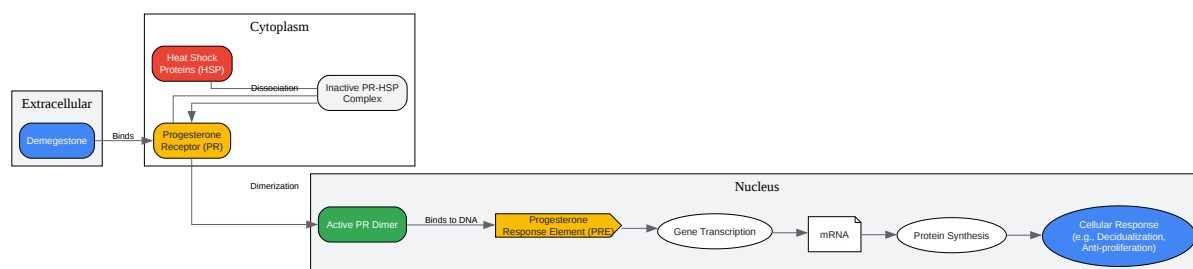 Cytoplasm
Heat Shock
Proteins (HSP)
Dissociation
Inactive PR-HSP
Complex
Extracellular
Demegestone
Binds
Progesterone
Receptor (PR)
Dimerization
Nucleus
Active PR Dimer
Binds to DNA
Progesterone
Response Element (PRE)
Gene Transcription
mRNA
Protein Synthesis
Cellular Response
(e.g., Decidualization,
Anti-proliferation)